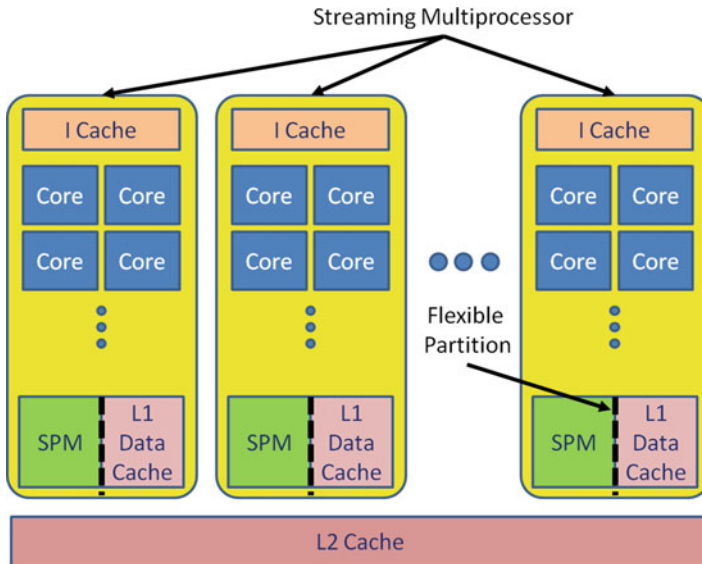 Streaming Multiprocessor
I Cache
I Cache
I Cache
Core Core
Core Core
Core Core
Core Core
Core Core
Core Core
Flexible
Partition
SPM
L1
Data
Cache
SPM
L1
Data
Cache
SPM
L1
Data
Cache
L2 Cache